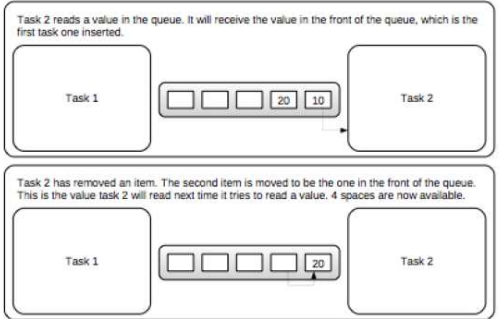 Task 2 reads a value in the queue. It will receive the value in the front of the queue, which is the
first task one inserted.
Task 1
20
10
Task 2
Task 2 has removed an item. The second item is moved to be the one in the front of the queue.
This is the value task 2 will read next time it tries to read a value. 4 spaces are now available.
Task 1
20
Task 2